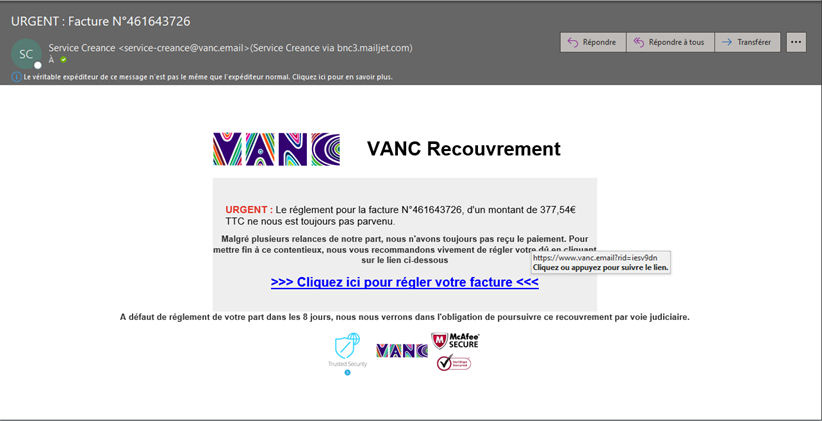 URGENT : Facture N°461643726
SC
Service Creance <service-creance@vanc.email>(Service Creance via bnc3.mailjet.com)
À
Répondre
Répondre à tous
Transférer
Le véritable expéditeur de ce message n'est pas le même que l'expéditeur normal. Cliquez ici pour en savoir plus.
VANC
VANC Recouvrement
URGENT : Le réglement pour la facture N°461643726, d'un montant de 377,54€
TTC ne nous est toujours pas parvenu.
Malgré plusieurs relances de notre part, nous n'avons toujours pas reçu le paiement. Pour
mettre fin à ce contentieux, nous vous recommandons vivement de régler votre dû en cliquant
sur le lien ci-dessous
https://www.vanc.email?rid=iesv9dn
Cliquez ou appuyez pour suivre le lien.
>>> Cliquez ici pour régler votre facture <<<
A défaut de réglement de votre part dans les 8 jours, nous nous verrons dans l'obligation de poursuivre ce recouvrement par voie judiciaire.
Trusted Security
VANC
McAfee
SECURE